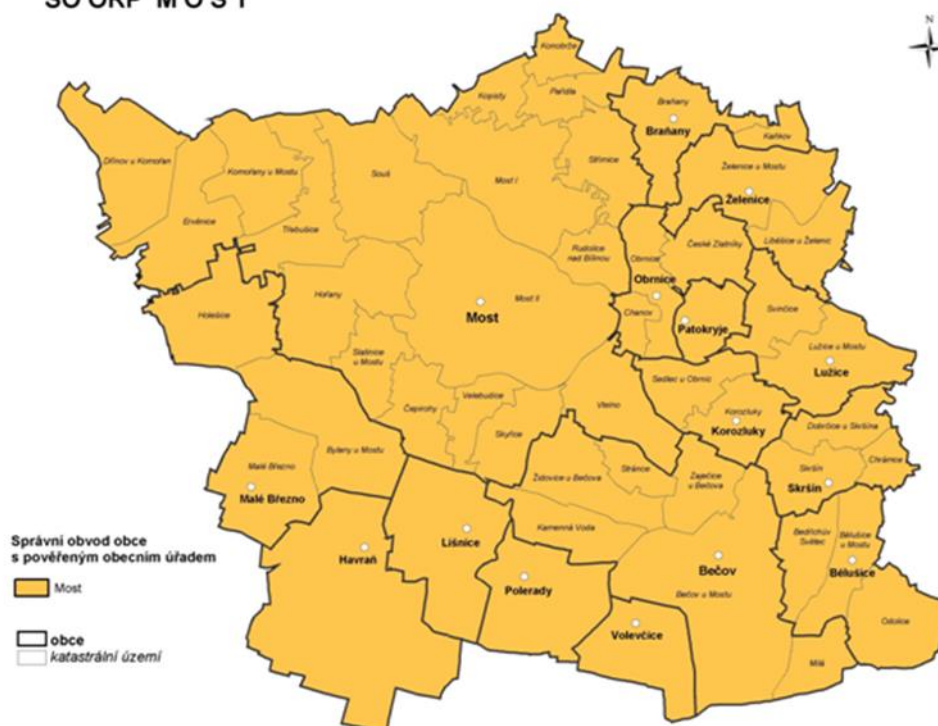 SO ORP M O S T
N
Konobrže
Kopisty
Pařidla
Braňany
Braňany
Kaňkov
Dřínov u Komořan
Komořany u Mostu
Souš
Most I
Střimice
Želenice u Mostu
Želenice
Ervěnice
Třebušice
Rudolice
nad Bílinou
Obrnice
České Zlatníky
Liběšice u Želenic
Obrnice
Hořany
Most II
Most
Chanov
Patokryje
Svinčice
Holešice
Slatinice
u Mostu
Lužice u Mostu
Lužice
Sedlec u Obrnic
Čepirohy
Velebudice
Vtelno
Korozluky
Korozluky
Skyřice
Dobrčice u Skršína
Chrámce
Malé Březno
Bylany u Mostu
Židovice u Bečova
Stránce
Zaječice
u Bečova
Skršín
Skršín
Malé Březno
Kamenná Voda
Bedřichův
Světec
Bělušice
u Mostu
Správní obvod obce
s pověřeným obecním úřadem
Most
Havraň
Lišnice
Bečov
Bělušice
Polerady
Bečov u Mostu
Odolice
Volevčice
obce
katastrální území
Milá